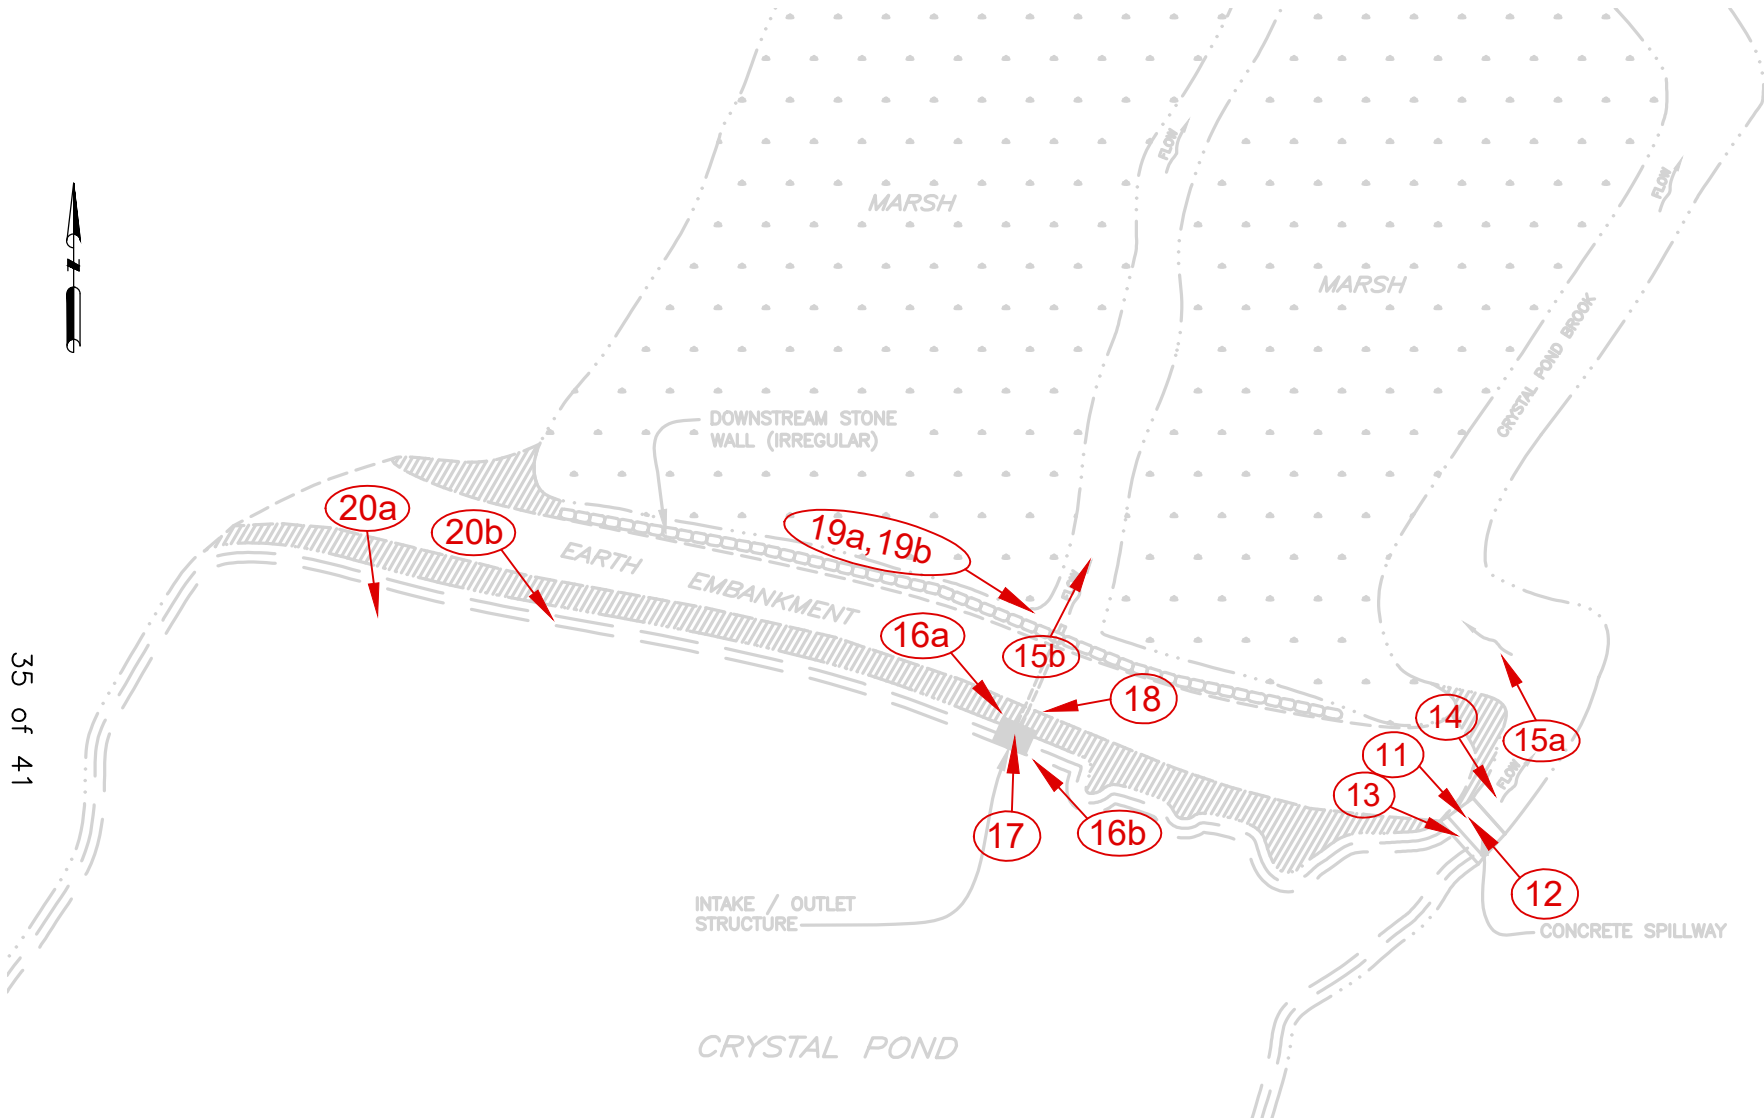 FLOW
FLOW
MARSH
N
MARSH
CRYSTAL POND BROOK
DOWNSTREAM STONE
WALL (IRREGULAR)
20a
20b
19a, 19b
EARTH EMBANKMENT
16a
15b
18
14
15a
11
13
FLOW
17
16b
12
INTAKE / OUTLET
STRUCTURE
CONCRETE SPILLWAY
CRYSTAL POND
35 of 41